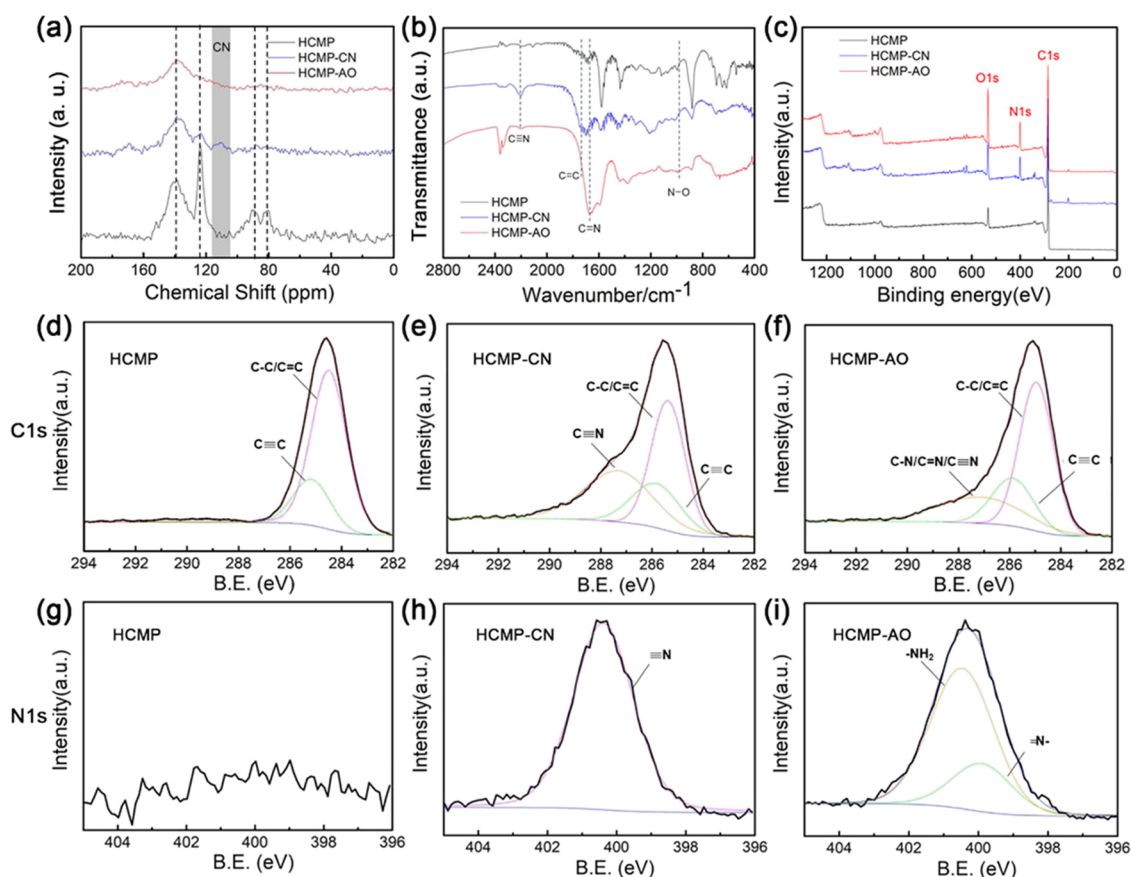 (a)
CN
HCMP
HCMP-CN
HCMP-AO
Intensity (a. u.)
200 160 120 80 40 0
Chemical Shift (ppm)
(b)
C≡N
C=C
C=N
N-O
HCMP
HCMP-CN
HCMP-AO
Transmittance (a.u.)
2800 2400 2000 1600 1200 800 400
Wavenumber/cm-1
(c)
HCMP
HCMP-CN
HCMP-AO
C1s
O1s
N1s
Intensity(a.u.)
1200 1000 800 600 400 200 0
Binding energy(eV)
C1s
(d)
HCMP
C-C/C=C
C≡C
Intensity(a.u.)
294 292 290 288 286 284 282
B.E. (eV)
(e)
HCMP-CN
C-C/C=C
C≡N
C≡C
Intensity(a.u.)
294 292 290 288 286 284 282
B.E. (eV)
(f)
HCMP-AO
C-C/C=C
C-N/C=N/C≡N
C≡C
Intensity(a.u.)
294 292 290 288 286 284 282
B.E. (eV)
N1s
(g)
HCMP
Intensity(a.u.)
404 402 400 398 396
B.E. (eV)
(h)
HCMP-CN
≡N
Intensity(a.u.)
404 402 400 398 396
B.E. (eV)
(i)
HCMP-AO
-NH2
=N-
Intensity(a.u.)
404 402 400 398 396
B.E. (eV)